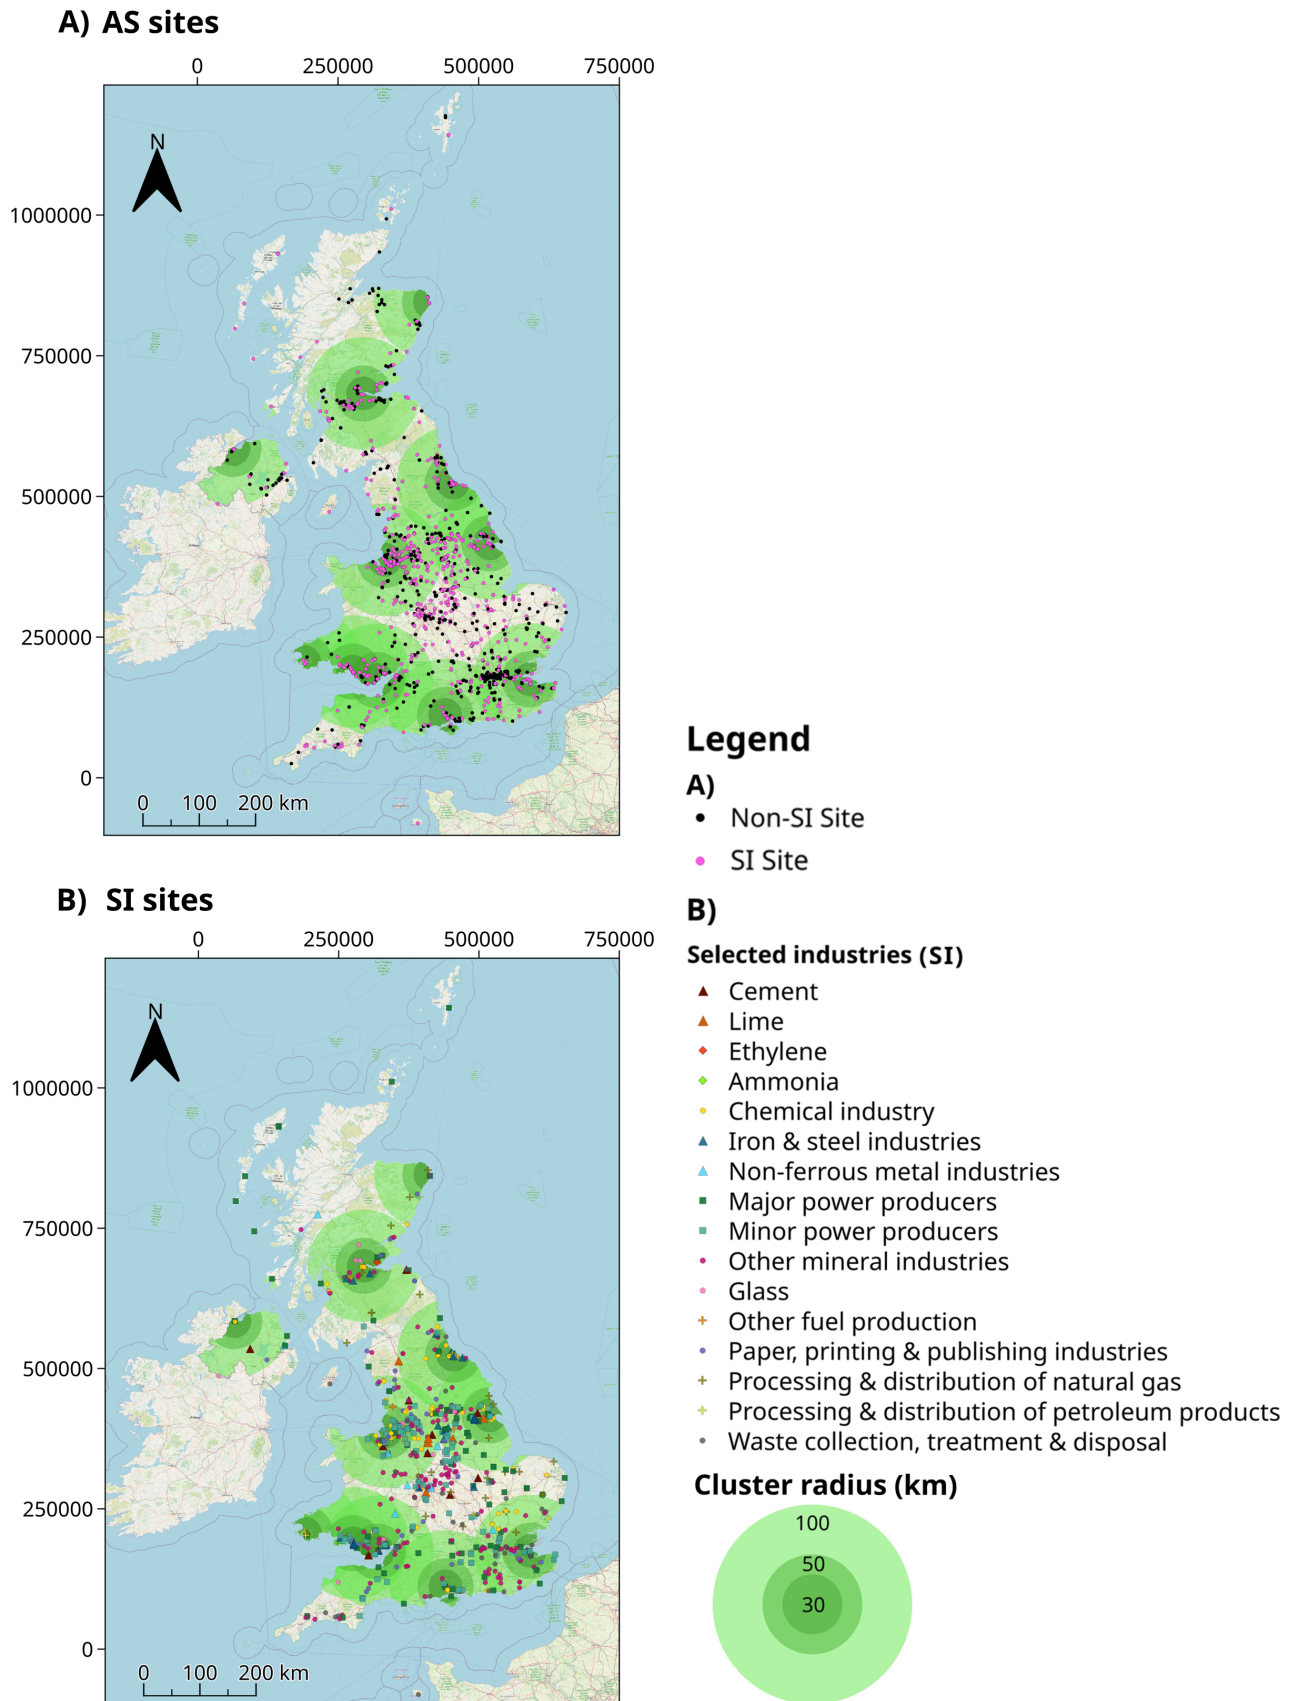 A) AS sites
0 250000 500000 750000
N
1000000
750000
500000
250000
0
0 100 200 km
B) SI sites
0 250000 500000 750000
N
1000000
750000
500000
250000
0
0 100 200 km
Legend
A)
Non-SI Site
SI Site
B)
Selected industries (SI)
Cement
Lime
Ethylene
Ammonia
Chemical industry
Iron & steel industries
Non-ferrous metal industries
Major power producers
Minor power producers
Other mineral industries
Glass
Other fuel production
Paper, printing & publishing industries
Processing & distribution of natural gas
Processing & distribution of petroleum products
Waste collection, treatment & disposal
Cluster radius (km)
100
50
30